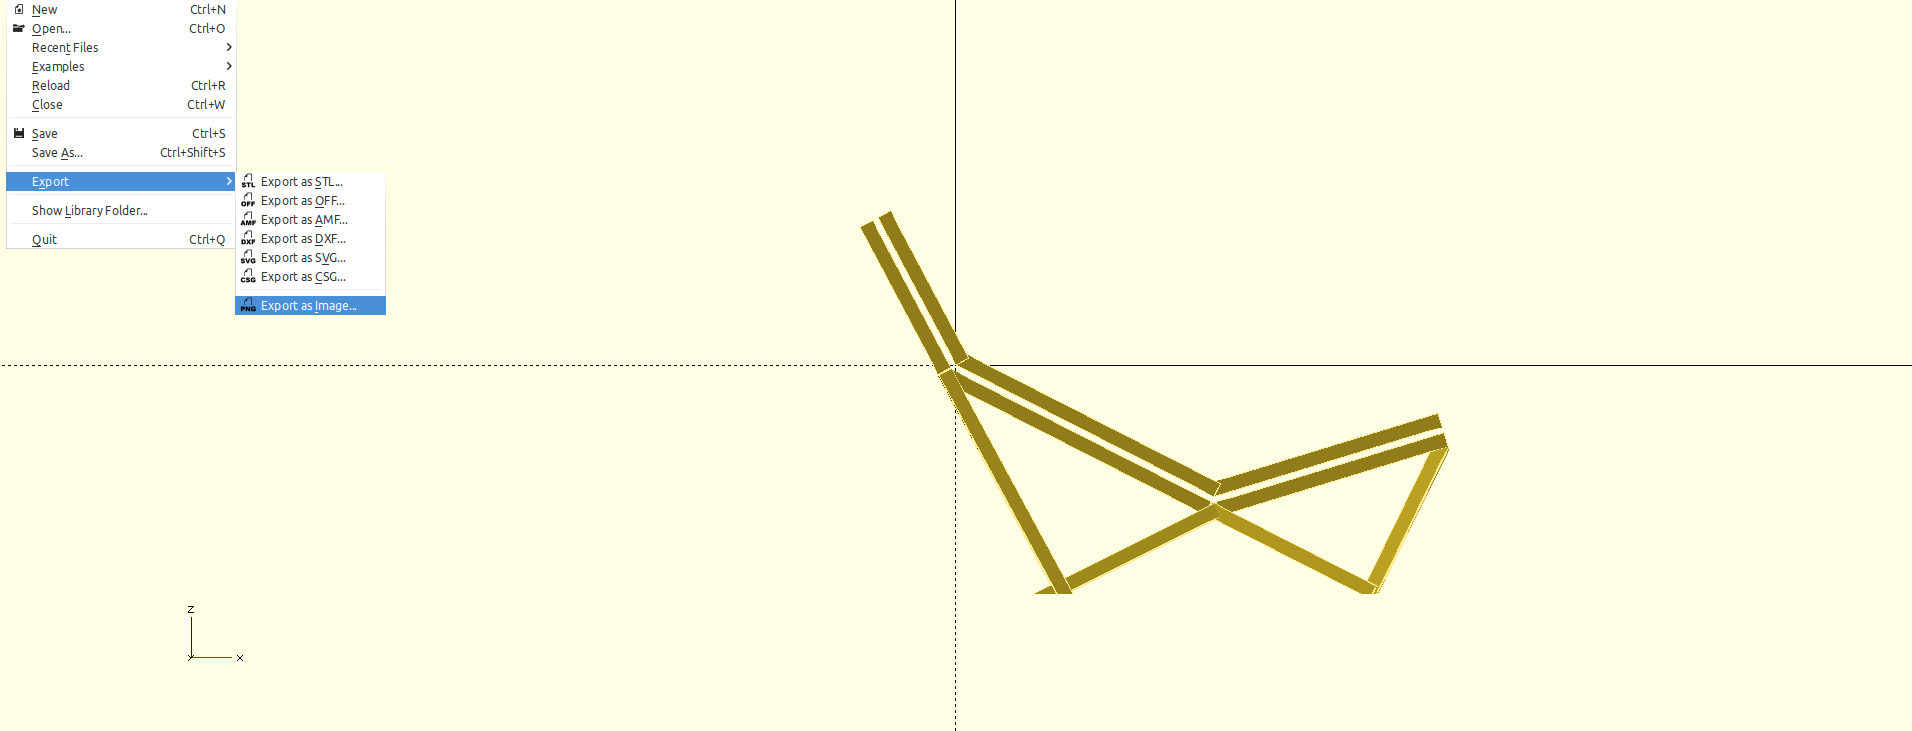 New Ctrl+N
Open... Ctrl+O
Recent Files
Examples
Reload Ctrl+R
Close Ctrl+W
Save Ctrl+S
Save As... Ctrl+Shift+S
Export
Show Library Folder...
Quit Ctrl+Q
STL Export as STL...
OFF Export as OFF...
AMF Export as AMF...
DXF Export as DXF...
SVG Export as SVG...
CSG Export as CSG...
PNG Export as Image...
z
x